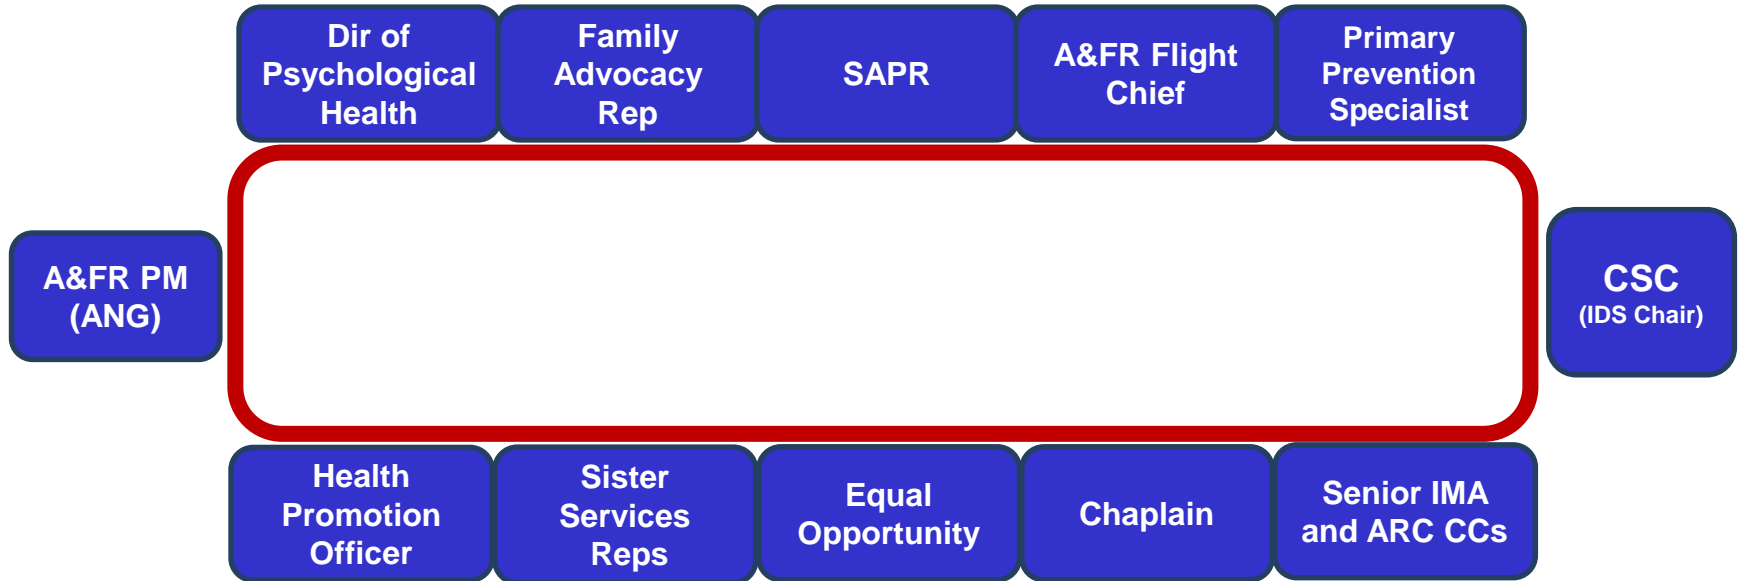 Dir of
Psychological
Health
Family
Advocacy
Rep
SAPR
A&FR Flight
Chief
Primary
Prevention
Specialist
A&FR PM
(ANG)
CSC
(IDS Chair)
Health
Promotion
Officer
Sister
Services
Reps
Equal
Opportunity
Chaplain
Senior IMA
and ARC CCs